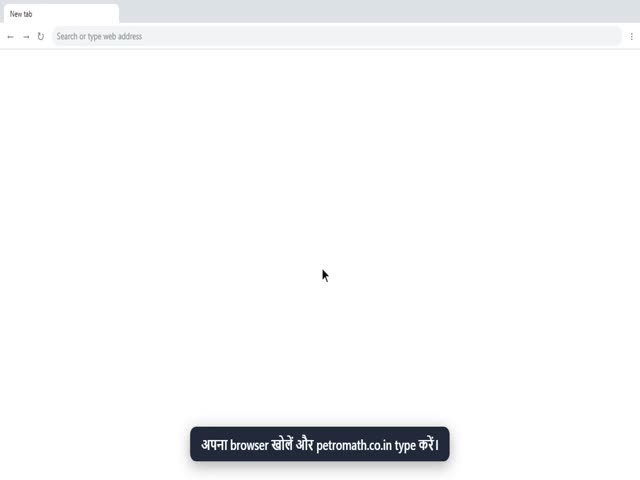 New tab
Search or type web address
अपना browser खोलें और petromath.co.in type करें।